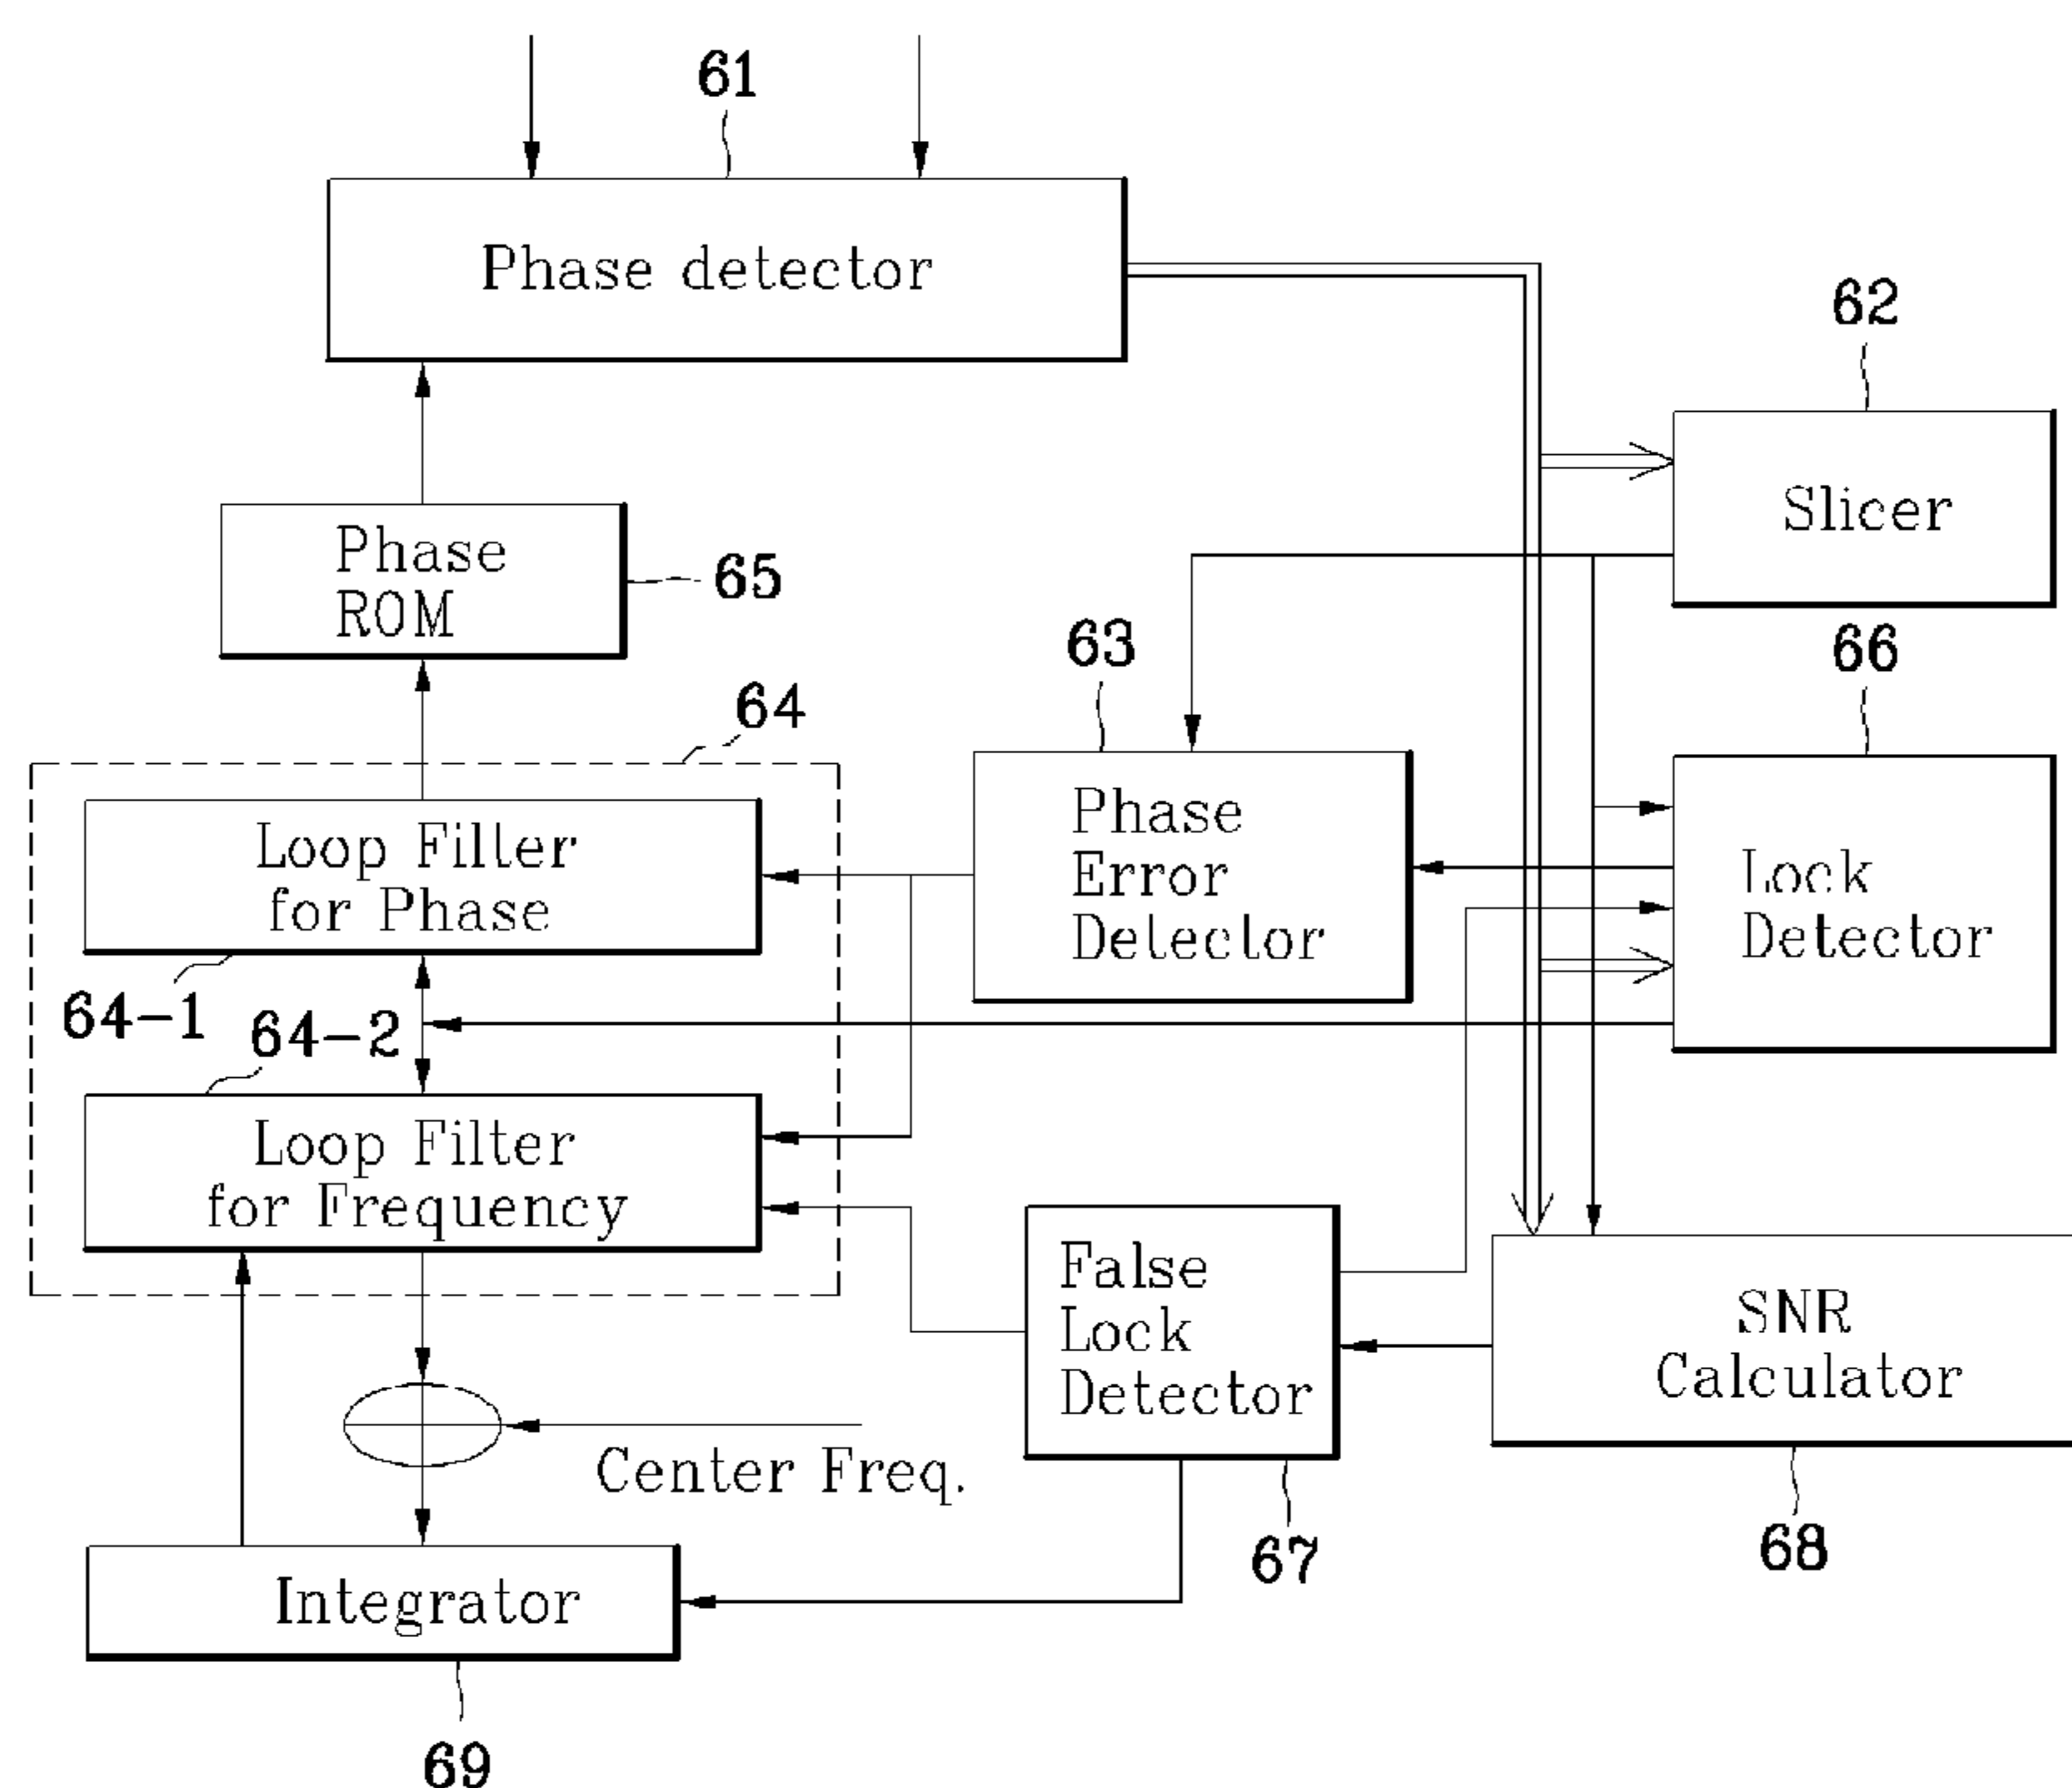 61
Phase detector
62
Slicer
Phase
ROM
65
63
66
64
Loop Filter
for Phase
Phase
Error
Detector
Lock
Detector
64-1
64-2
Loop Filter
for Frequency
False
Lock
Detector
SNR
Calculator
Center Freq.
67
68
Integrator
69